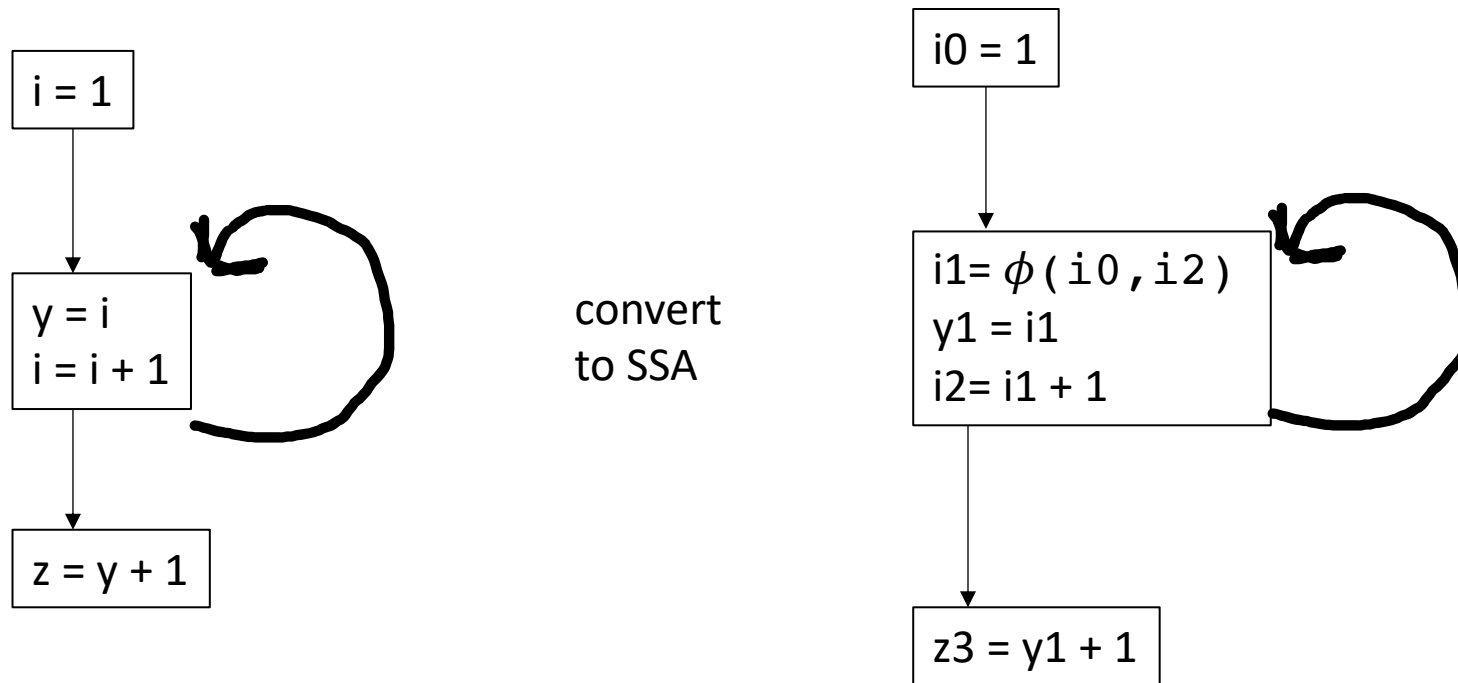 i = 1
y = i
i = i + 1
z = y + 1
convert
to SSA
i0 = 1
i1= ϕ(i0,i2)
y1 = i1
i2= i1 + 1
z3 = y1 + 1